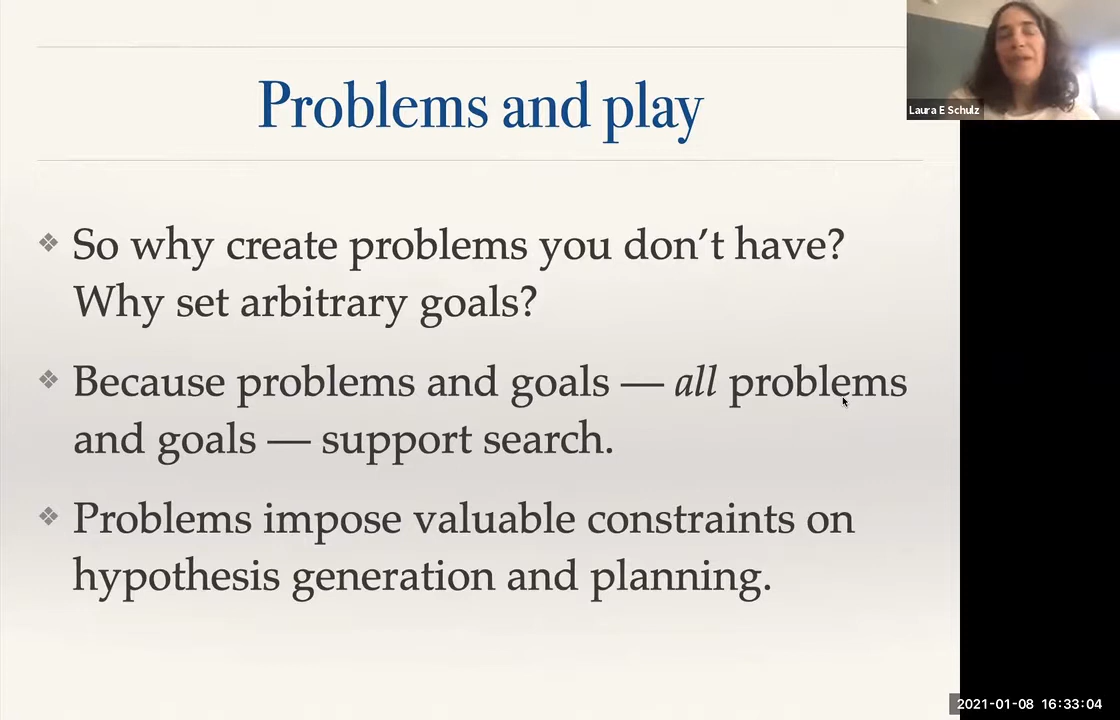 Problems and play
Laura E Schulz
❖ So why create problems you don’t have?
Why set arbitrary goals?
❖ Because problems and goals — all problems
and goals — support search.
❖ Problems impose valuable constraints on
hypothesis generation and planning.
2021-01-08 16:33:04